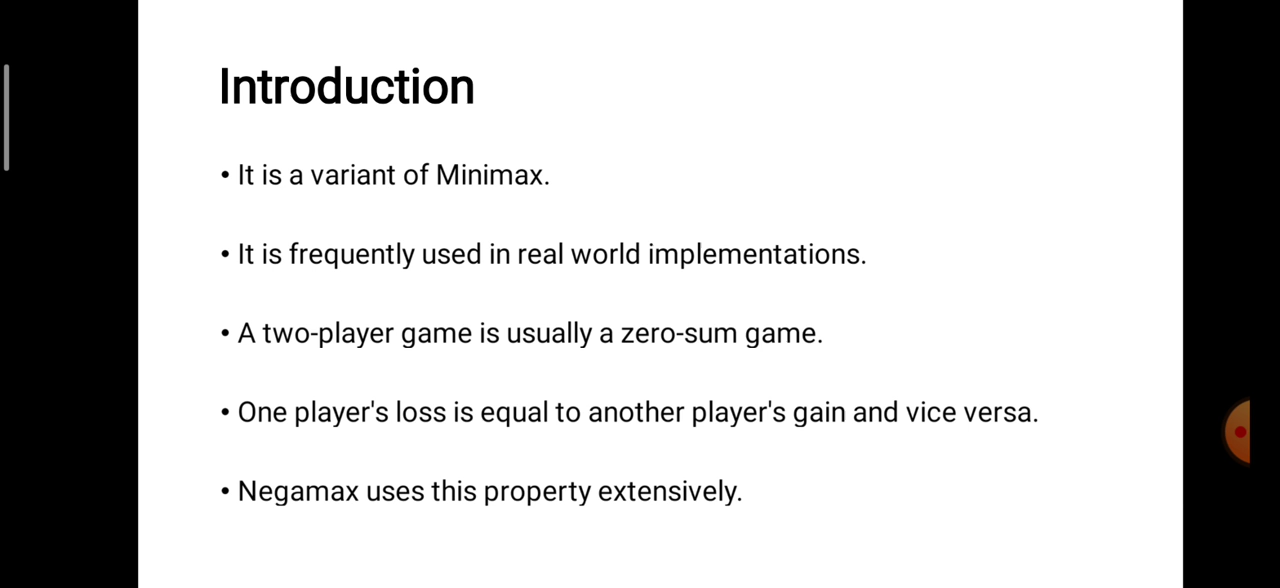 Introduction
• It is a variant of Minimax.
• It is frequently used in real world implementations.
• A two-player game is usually a zero-sum game.
• One player's loss is equal to another player's gain and vice versa.
• Negamax uses this property extensively.